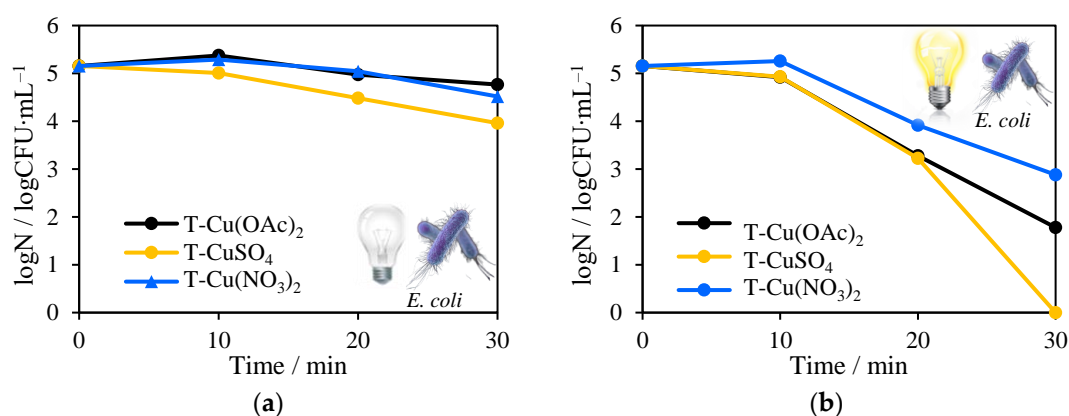 logN / logCFU·mL⁻¹
6
5
4
3
2
1
0
T-Cu(OAc)₂
T-CuSO₄
T-Cu(NO₃)₂
E. coli
0 10 20 30
Time / min
(a)
logN / logCFU·mL⁻¹
6
5
4
3
2
1
0
E. coli
T-Cu(OAc)₂
T-CuSO₄
T-Cu(NO₃)₂
0 10 20 30
Time / min
(b)